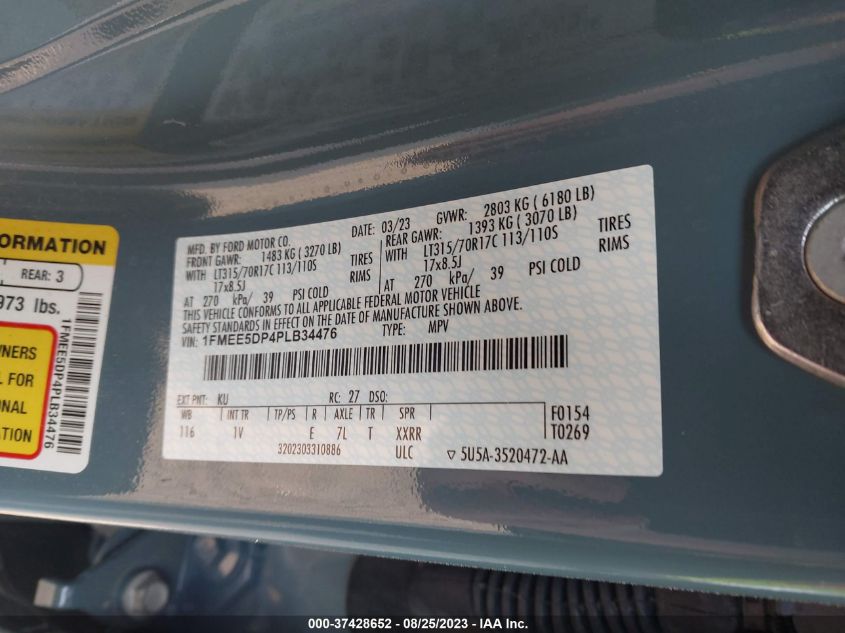 ORMATION
REAR: 3
973 lbs.
WNERS
L FOR
ONAL
ON
1FMEE5DP4PLB34476
MFD. BY FORD MOTOR CO.
DATE: 03/23 GVWR: 2803 KG ( 6180 LB)
FRONT GAWR: 1483 KG ( 3270 LB) REAR GAWR: 1393 KG ( 3070 LB)
WITH LT315/70R17C 113/110S TIRES WITH LT315/70R17C 113/110S TIRES
17x8.5J RIMS 17x8.5J RIMS
AT 270 kPa/ 39 PSI COLD AT 270 kPa/ 39 PSI COLD
THIS VEHICLE CONFORMS TO ALL APPLICABLE FEDERAL MOTOR VEHICLE
SAFETY STANDARDS IN EFFECT ON THE DATE OF MANUFACTURE SHOWN ABOVE.
VIN: 1FMEE5DP4PLB34476 TYPE: MPV
EXT PNT: KU RC: 27 DSO:
WB INT TR TP/PS R AXLE TR SPR F0154
116 1V E 7L T XXRR T0269
3202303310886 ULC ▽ 5U5A-3520472-AA
000-37428652 - 08/25/2023 - IAA Inc.